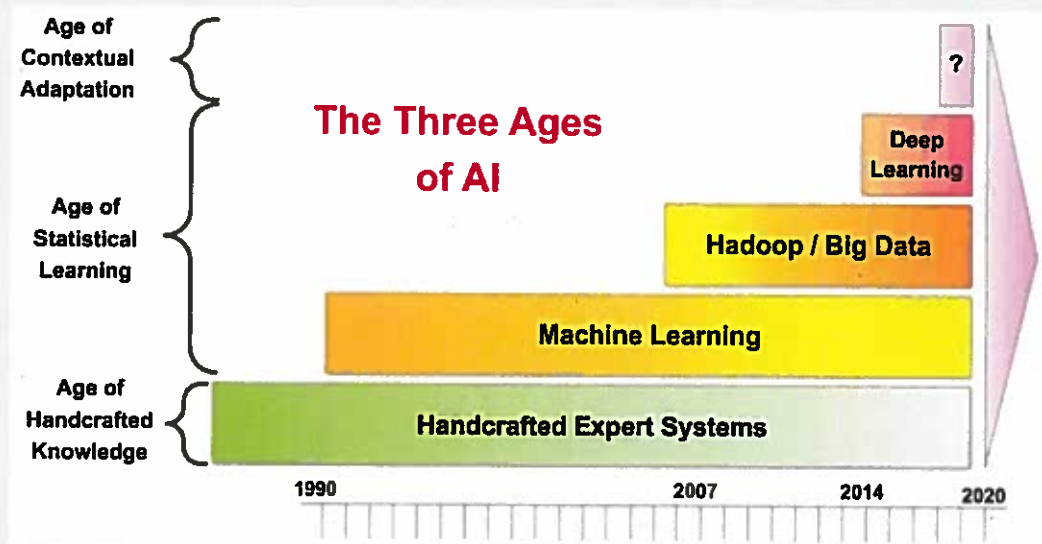 Age of
Contextual
Adaptation
?
The Three Ages
of AI
Deep
Learning
Age of
Statistical
Learning
Hadoop / Big Data
Machine Learning
Age of
Handcrafted
Knowledge
Handcrafted Expert Systems
1990
2007
2014
2020